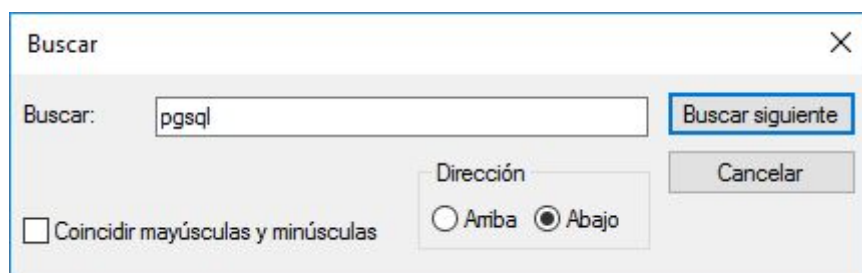 Buscar
Buscar: pgsql Buscar siguiente
Dirección Cancelar
Coincidir mayúsculas y minúsculas Arriba Abajo